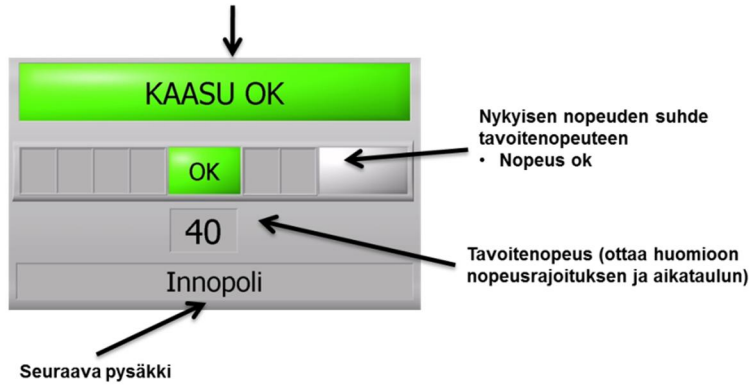 KAASU OK
Nykyisen nopeuden suhde
tavoitenopeuteen
• Nopeus ok
OK
40
Tavoitenopeus (ottaa huomioon
nopeusrajoituksen ja aikataulun)
Innopoli
Seuraava pysäkki